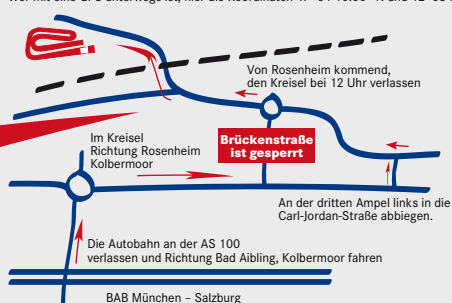 Von Rosenheim kommend,
den Kreisel bei 12 Uhr verlassen
Im Kreisel
Richtung Rosenheim
Kolbermoor
Brückenstraße
ist gesperrt
An der dritten Ampel links in die
Carl-Jordan-Straße abbiegen.
Die Autobahn an der AS 100
verlassen und Richtung Bad Aibling, Kolbermoor fahren
BAB München – Salzburg